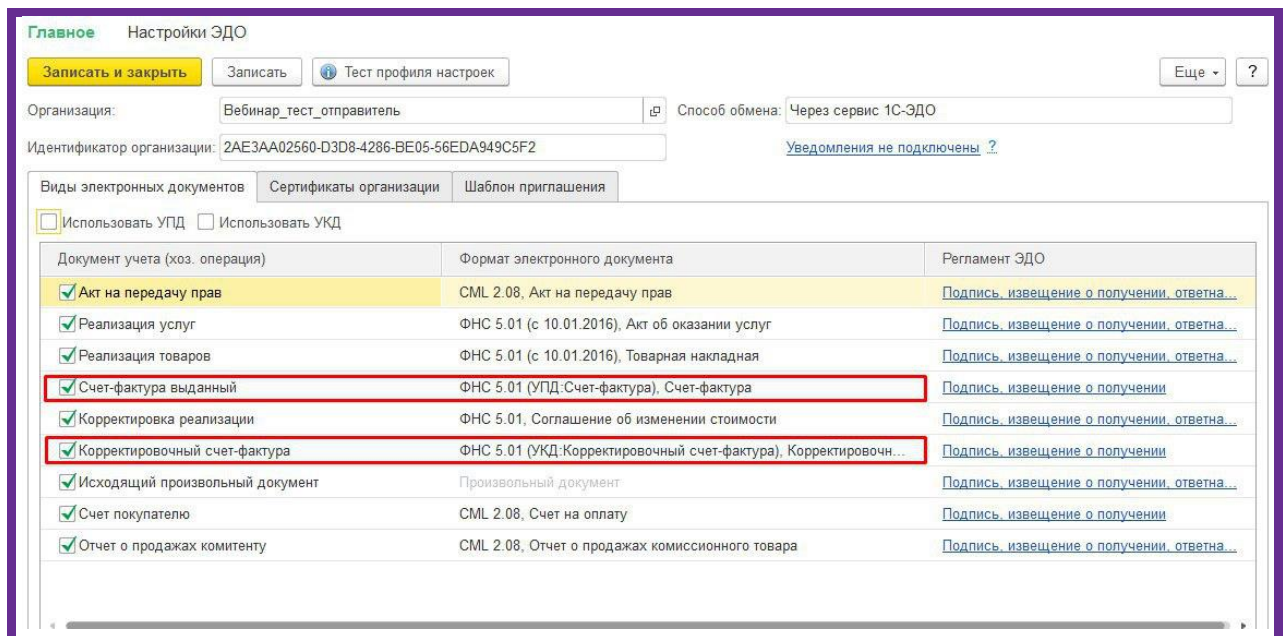 Главное Настройки ЭДО
Записать и закрыть Записать Тест профиля настроек Еще ?
Организация: Вебинар_тест_отправитель Способ обмена: Через сервис 1С-ЭДО
Идентификатор организации: 2AE3AA02560-D3D8-4286-BE05-56EDA949C5F2 Уведомления не подключены ?
Виды электронных документов Сертификаты организации Шаблон приглашения
Использовать УПД Использовать УКД
Документ учета (хоз. операция) Формат электронного документа Регламент ЭДО
Акт на передачу прав CML 2.08, Акт на передачу прав Подпись, извещение о получении, ответна...
Реализация услуг ФНС 5.01 (с 10.01.2016), Акт об оказании услуг Подпись, извещение о получении, ответна...
Реализация товаров ФНС 5.01 (с 10.01.2016), Товарная накладная Подпись, извещение о получении, ответна...
Счет-фактура выданный ФНС 5.01 (УПД:Счет-фактура), Счет-фактура Подпись, извещение о получении
Корректировка реализации ФНС 5.01, Соглашение об изменении стоимости Подпись, извещение о получении, ответна...
Корректировочный счет-фактура ФНС 5.01 (УКД:Корректировочный счет-фактура), Корректировочн... Подпись, извещение о получении
Исходящий произвольный документ Произвольный документ Подпись, извещение о получении, ответна...
Счет покупателю CML 2.08, Счет на оплату Подпись, извещение о получении
Отчет о продажах комитенту CML 2.08, Отчет о продажах комиссионного товара Подпись, извещение о получении, ответна...